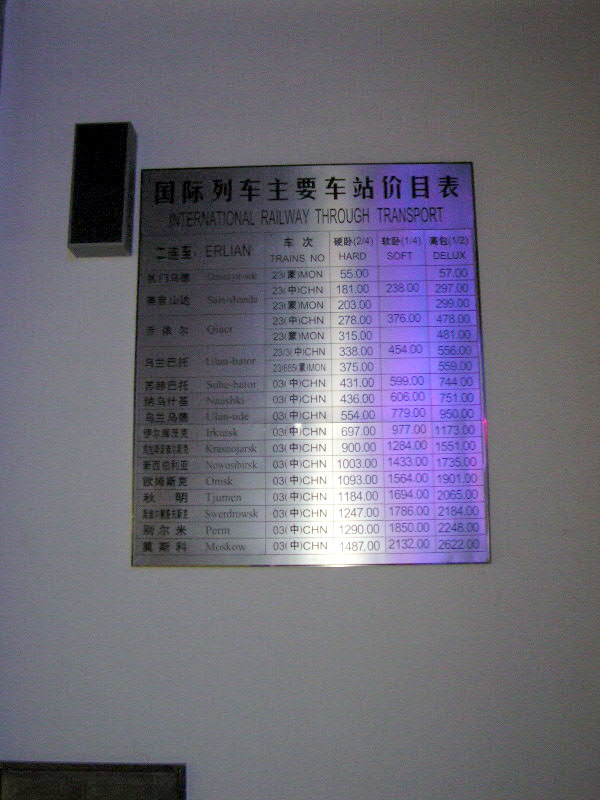 国际列车主要车站价目表
INTERNATIONAL RAILWAY THROUGH TRANSPORT
二连至: ERLIAN 车 次 TRAINS NO 硬卧(2/4) HARD 软卧(1/4) SOFT 高包(1/2) DELUX
扎门乌德 23(蒙)MON 55.00 57.00
赛音山达 Sain-shanda 23(中)CHN 181.00 238.00 297.00
23(蒙)MON 203.00 299.00
乔依尔 Qiaer 23(中)CHN 278.00 376.00 478.00
23(蒙)MON 315.00 481.00
乌兰巴托 Ulan-bator 23/3(中)CHN 338.00 454.00 556.00
23/685(蒙)MON 375.00 559.00
苏赫巴托 Suhe-bator 03(中)CHN 431.00 599.00 744.00
纳乌什基 Naushki 03(中)CHN 436.00 606.00 751.00
乌兰乌德 Ulan-ude 03(中)CHN 554.00 779.00 950.00
伊尔库茨克 Irkutsk 03(中)CHN 697.00 977.00 1173.00
Krasnojarsk 03(中)CHN 900.00 1284.00 1551.00
新西伯利亚 Nowosibirsk 03(中)CHN 1003.00 1433.00 1735.00
欧姆斯克 Omsk 03(中)CHN 1093.00 1564.00 1901.00
秋 明 Tjumen 03(中)CHN 1184.00 1694.00 2065.00
Swerdrowsk 03(中)CHN 1247.00 1786.00 2184.00
别尔米 Perm 03(中)CHN 1290.00 1850.00 2248.00
莫斯科 Moskow 03(中)CHN 1487.00 2132.00 2622.00